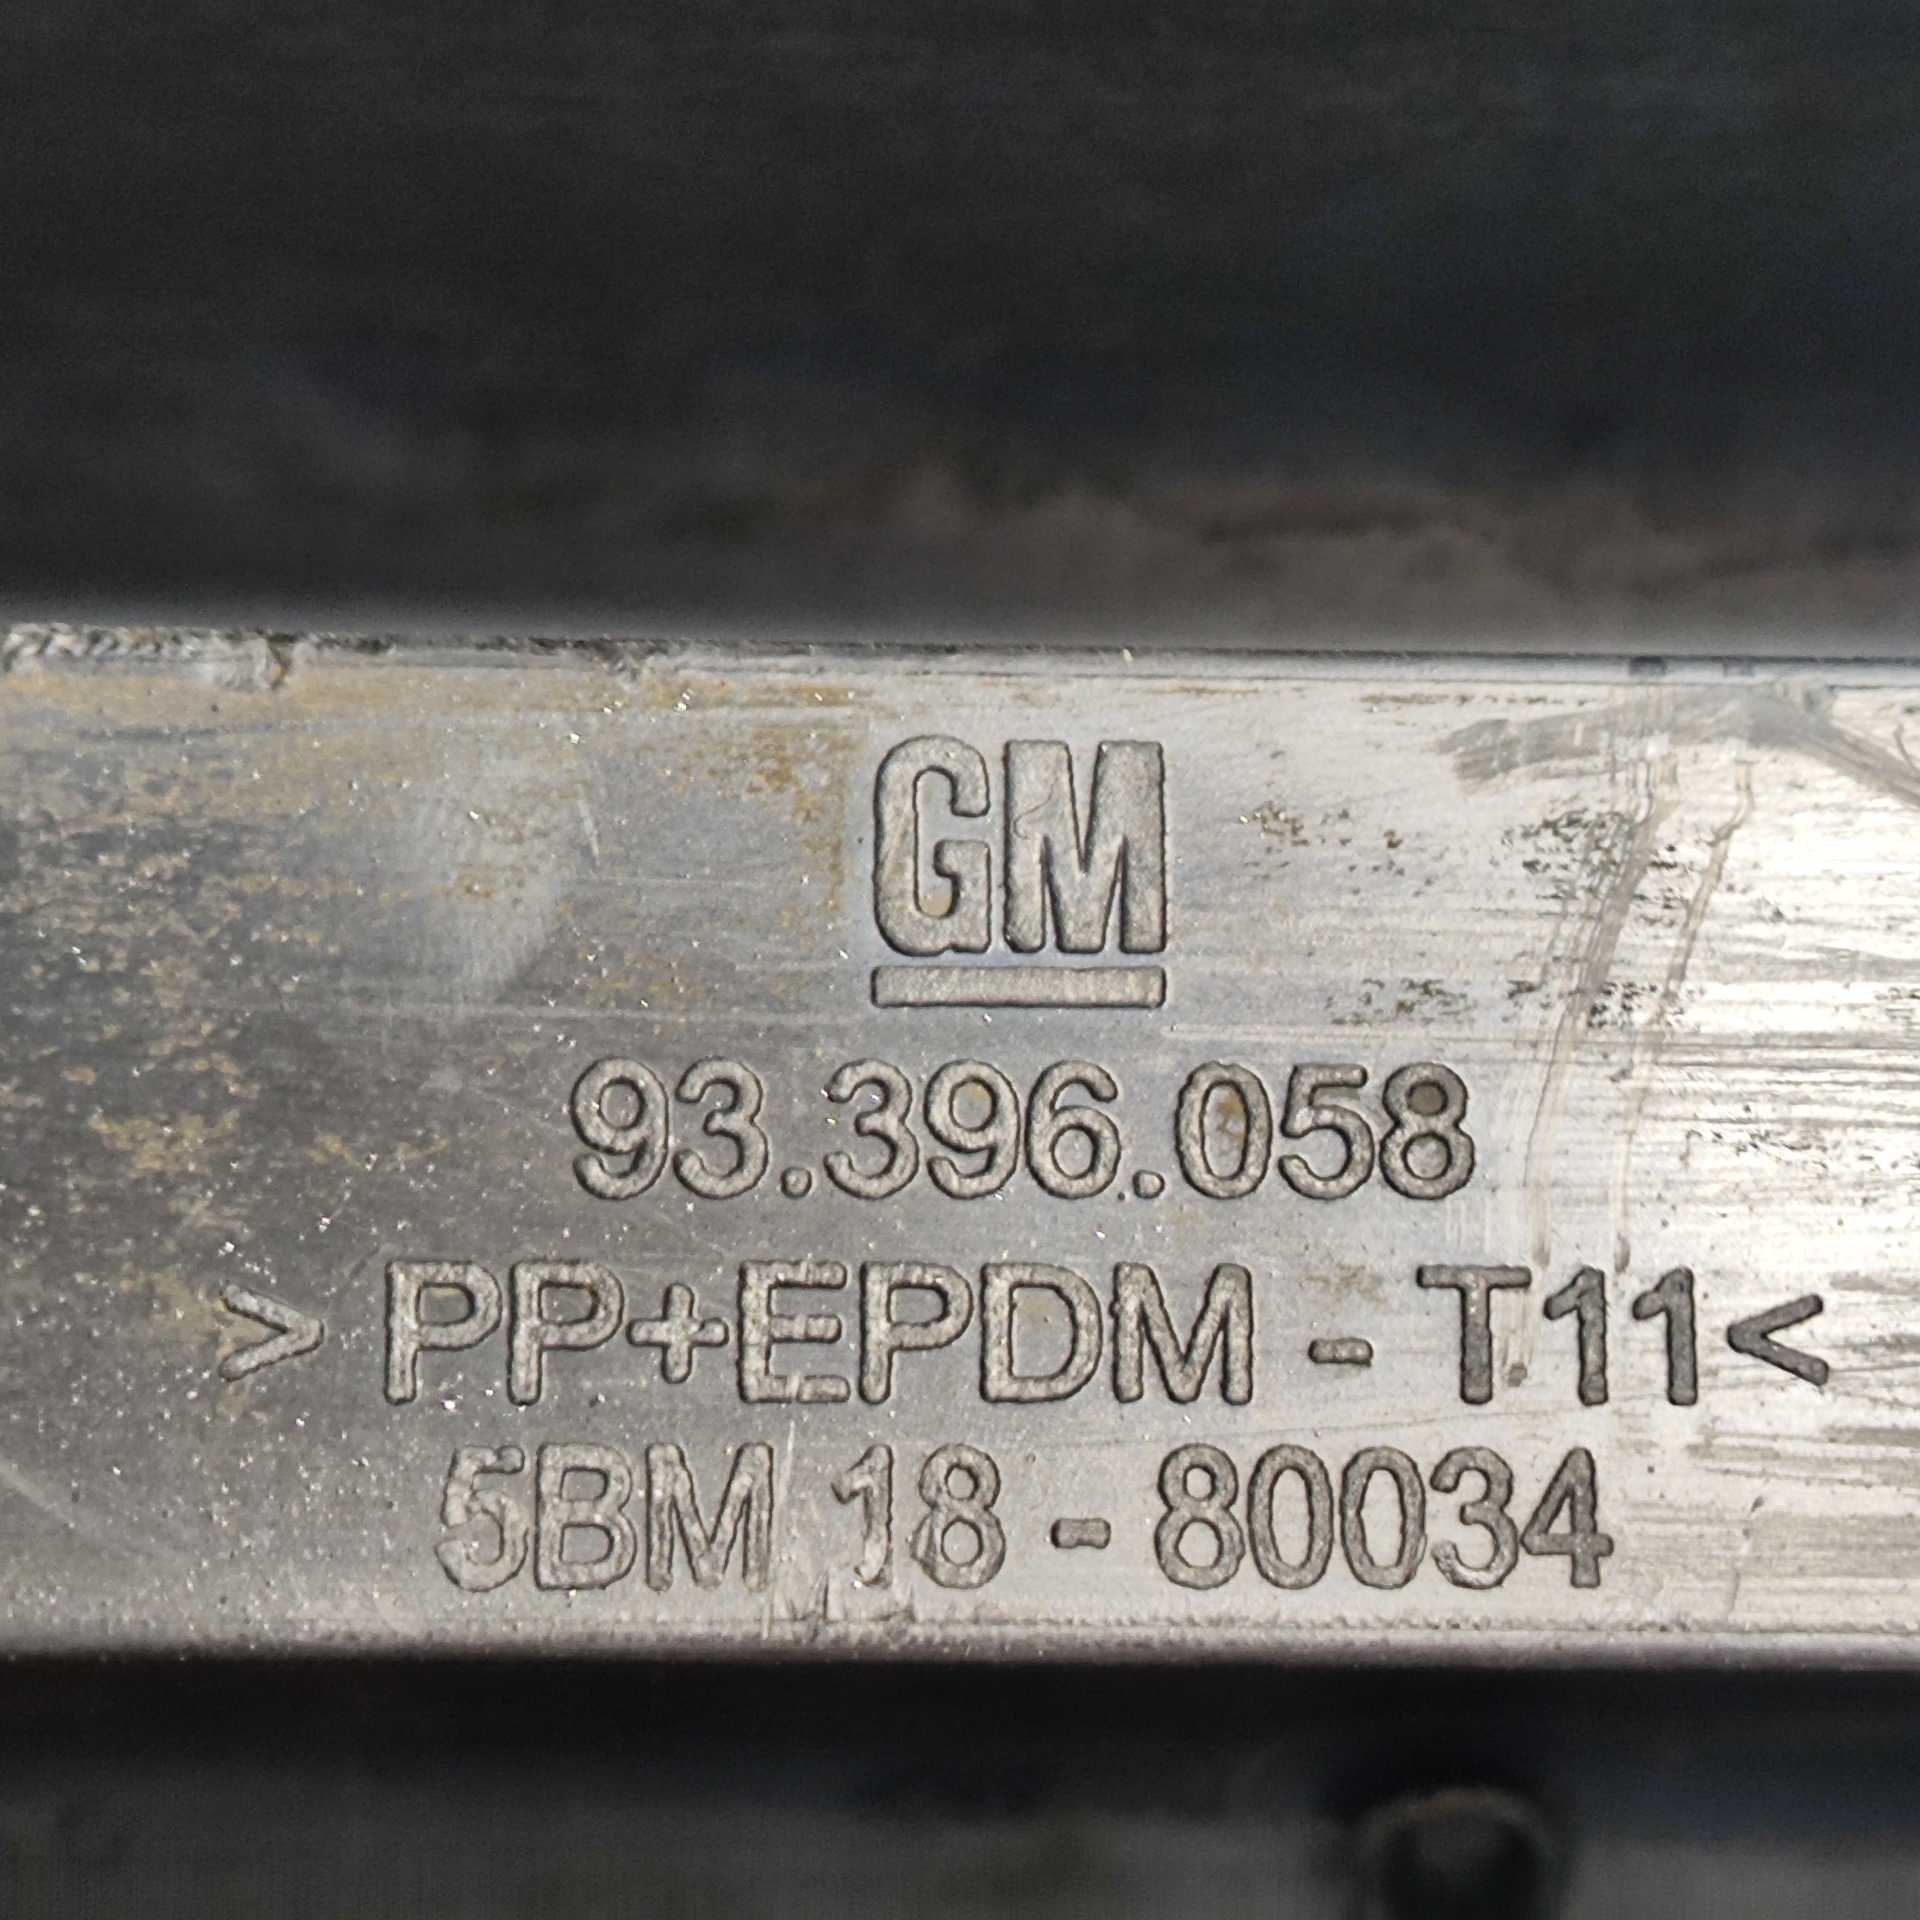 GM
93.396.058
> PP+EPDM - T11<
5BM 18 - 80034